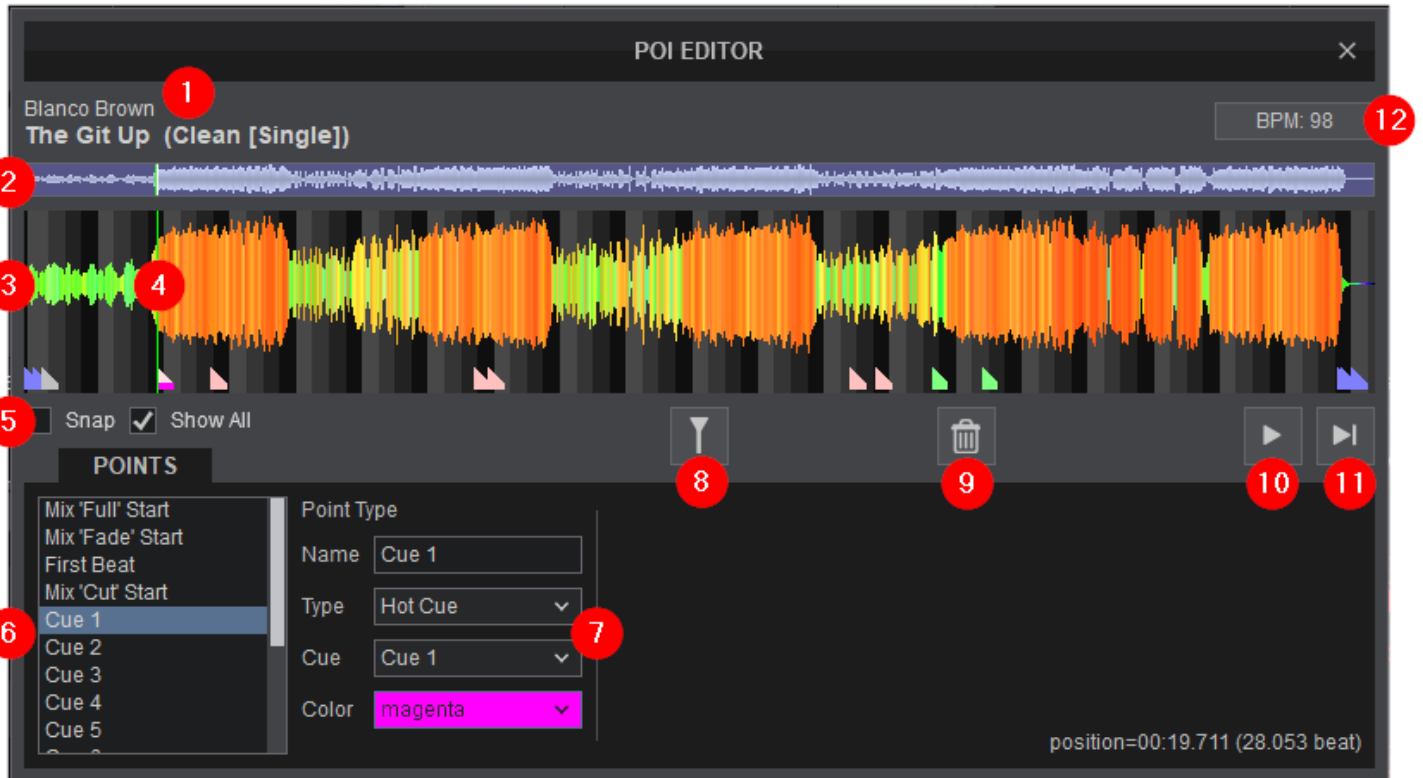 POI EDITOR
1
Blanco Brown
The Git Up (Clean [Single])
BPM: 98
12
2
3
4
5
Snap
Show All
8
9
10
11
POINTS
Mix 'Full' Start
Mix 'Fade' Start
First Beat
Mix 'Cut' Start
Cue 1
Cue 2
Cue 3
Cue 4
Cue 5
6
Point Type
Name
Cue 1
Type
Hot Cue
7
Cue
Cue 1
Color
magenta
position=00:19.711 (28.053 beat)